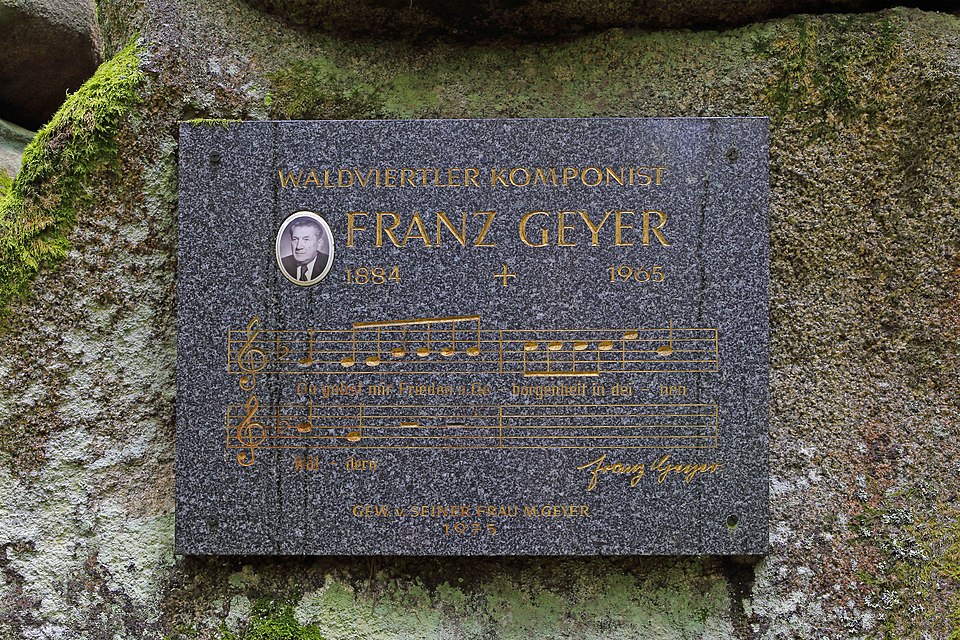 WALDVIERTLER KOMPONIST
FRANZ GEYER
1884 + 1965
Du gabst mir Frieden u. Ge - borgenheit in dei - nen
Wäl - dern
Franz Geyer
GEW. v. SEINER FRAU M. GEYER
1975